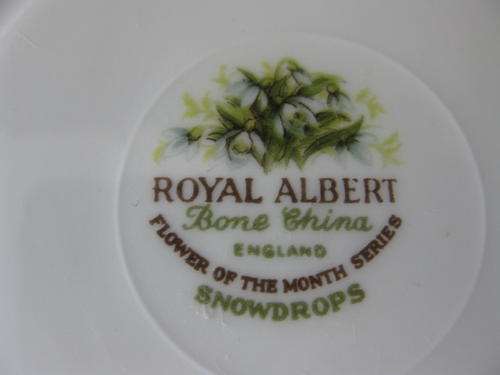 ROYAL ALBERT
Bone China
ENGLAND
FLOWER OF THE MONTH SERIES
SNOWDROPS